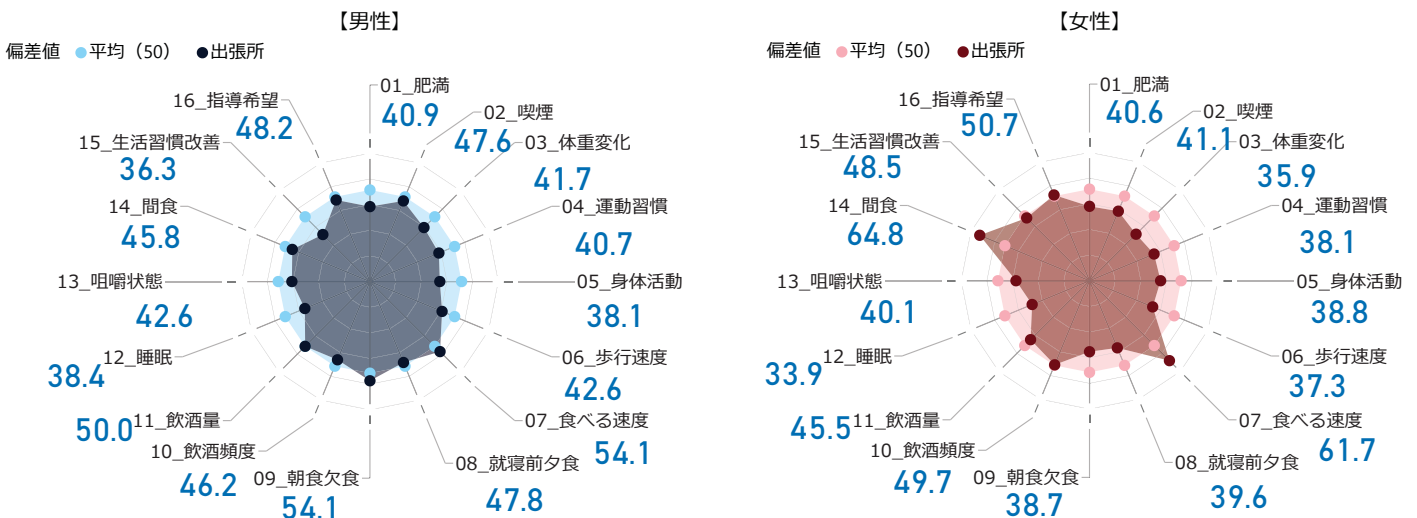 【男性】
偏差値 ●平均（50） ●出張所
01_肥満
40.9
02_喫煙
47.6
03_体重変化
41.7
04_運動習慣
40.7
05_身体活動
38.1
06_歩行速度
42.6
07_食べる速度
54.1
08_就寝前夕食
47.8
09_朝食欠食
54.1
10_飲酒頻度
46.2
11_飲酒量
50.0
12_睡眠
38.4
13_咀嚼状態
42.6
14_間食
45.8
15_生活習慣改善
36.3
16_指導希望
48.2
【女性】
偏差値 ●平均（50） ●出張所
01_肥満
40.6
02_喫煙
41.1
03_体重変化
35.9
04_運動習慣
38.1
05_身体活動
38.8
06_歩行速度
37.3
07_食べる速度
61.7
08_就寝前夕食
39.6
09_朝食欠食
38.7
10_飲酒頻度
49.7
11_飲酒量
45.5
12_睡眠
33.9
13_咀嚼状態
40.1
14_間食
64.8
15_生活習慣改善
48.5
16_指導希望
50.7